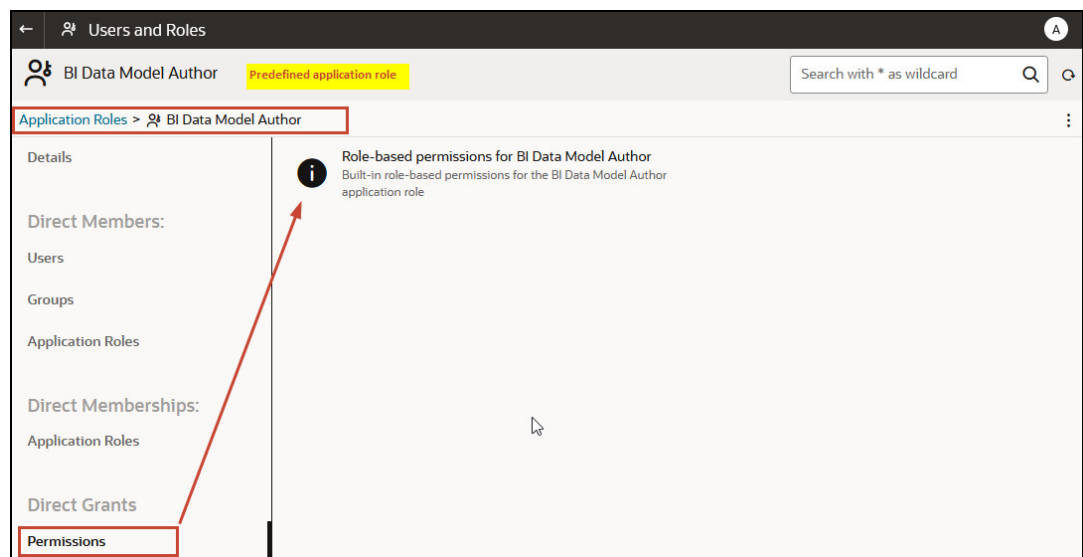 ← Users and Roles A
BI Data Model Author Predefined application role Search with * as wildcard
Application Roles > BI Data Model Author
Details
Role-based permissions for BI Data Model Author
Built-in role-based permissions for the BI Data Model Author
application role
Direct Members:
Users
Groups
Application Roles
Direct Memberships:
Application Roles
Direct Grants
Permissions